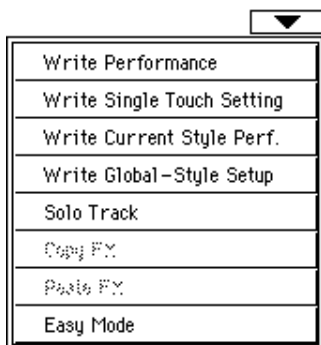 Write Performance
Write Single Touch Setting
Write Current Style Perf.
Write Global-Style Setup
Solo Track
Copy FX
Paste FX
Easy Mode